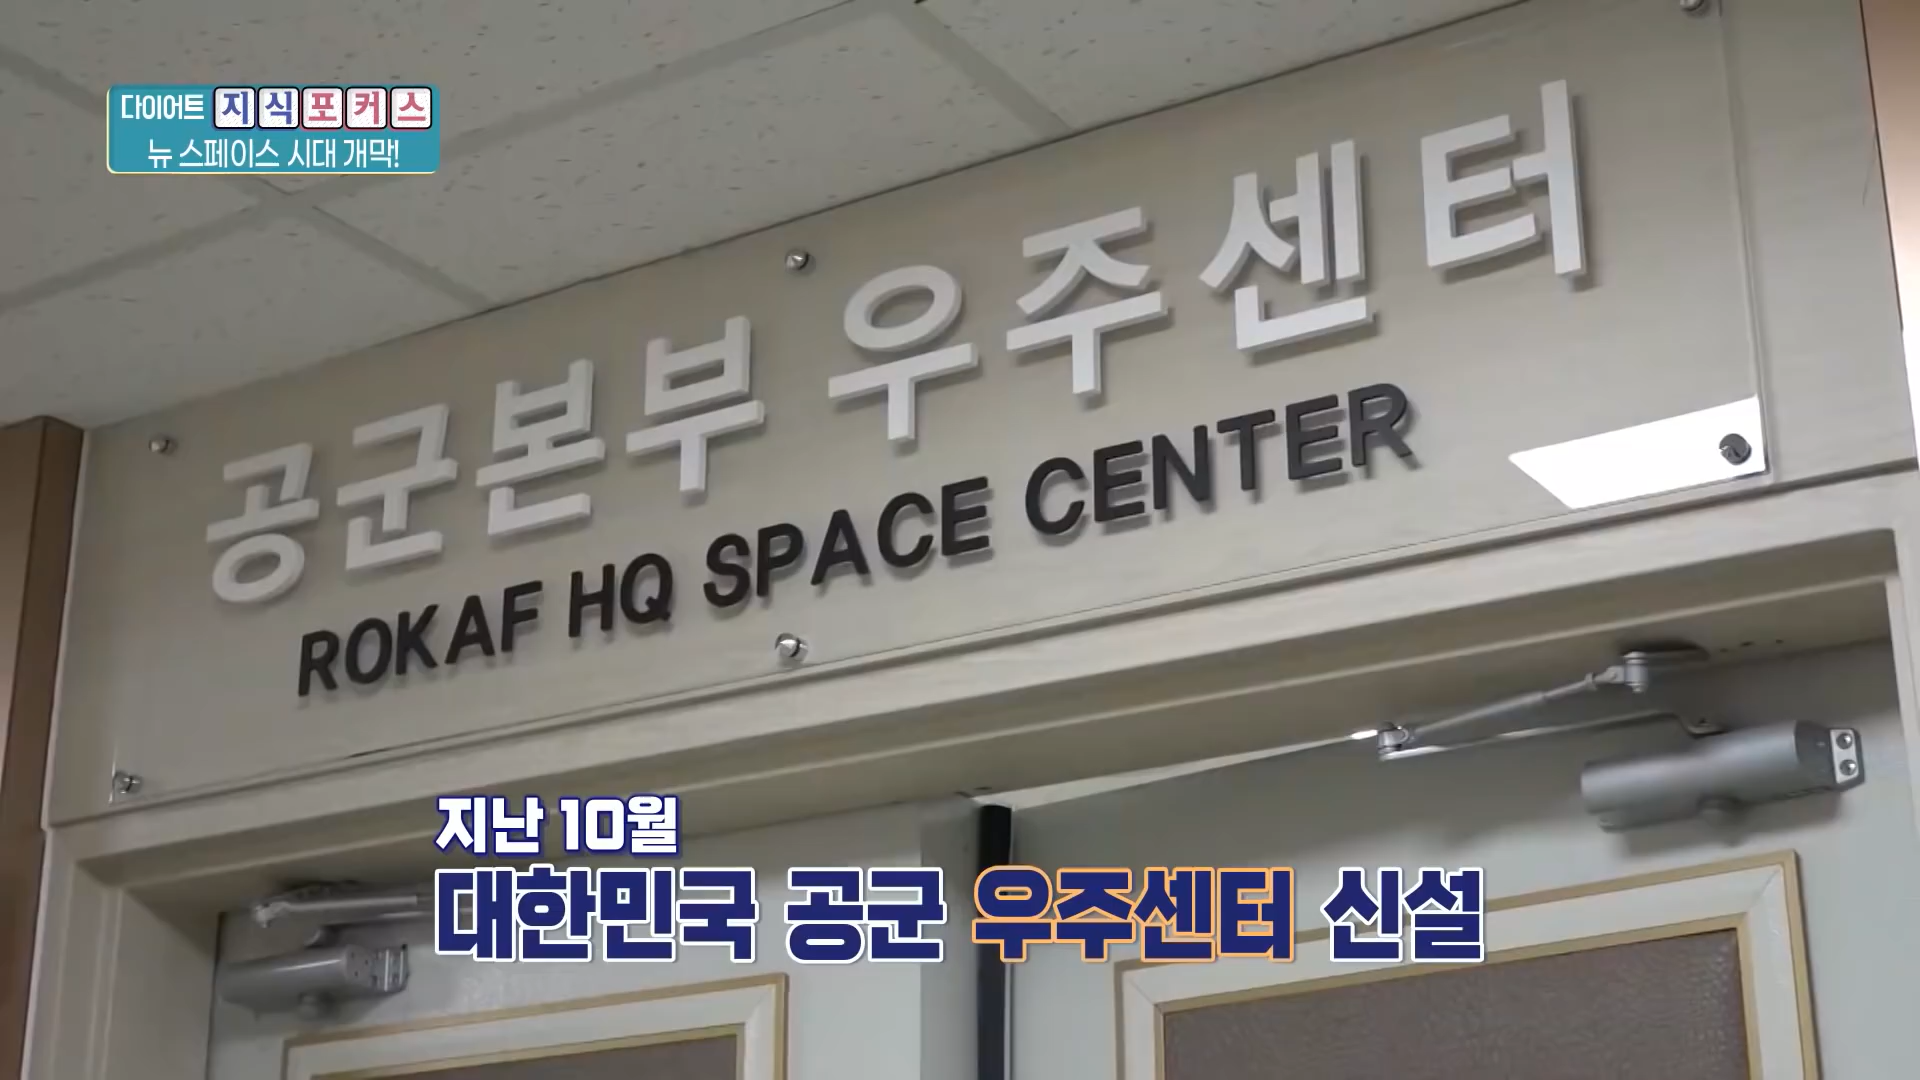 다이어트 지식포커스
뉴 스페이스 시대 개막!
공군본부 우주센터
ROKAF HQ SPACE CENTER
지난 10월
대한민국 공군 우주센터 신설